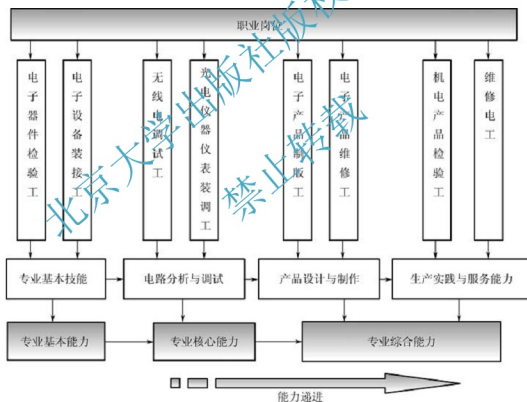 职业岗位
电子器件检验工
电子设备装接工
无线电调试工
光电仪器仪表装调工
电子产品制版工
电子产品维修工
机电产品检验工
维修电工
专业基本技能
电路分析与调试
产品设计与制作
生产实践与服务能力
专业基本能力
专业核心能力
专业综合能力
能力递进
北京大学出版社版权
禁止转载